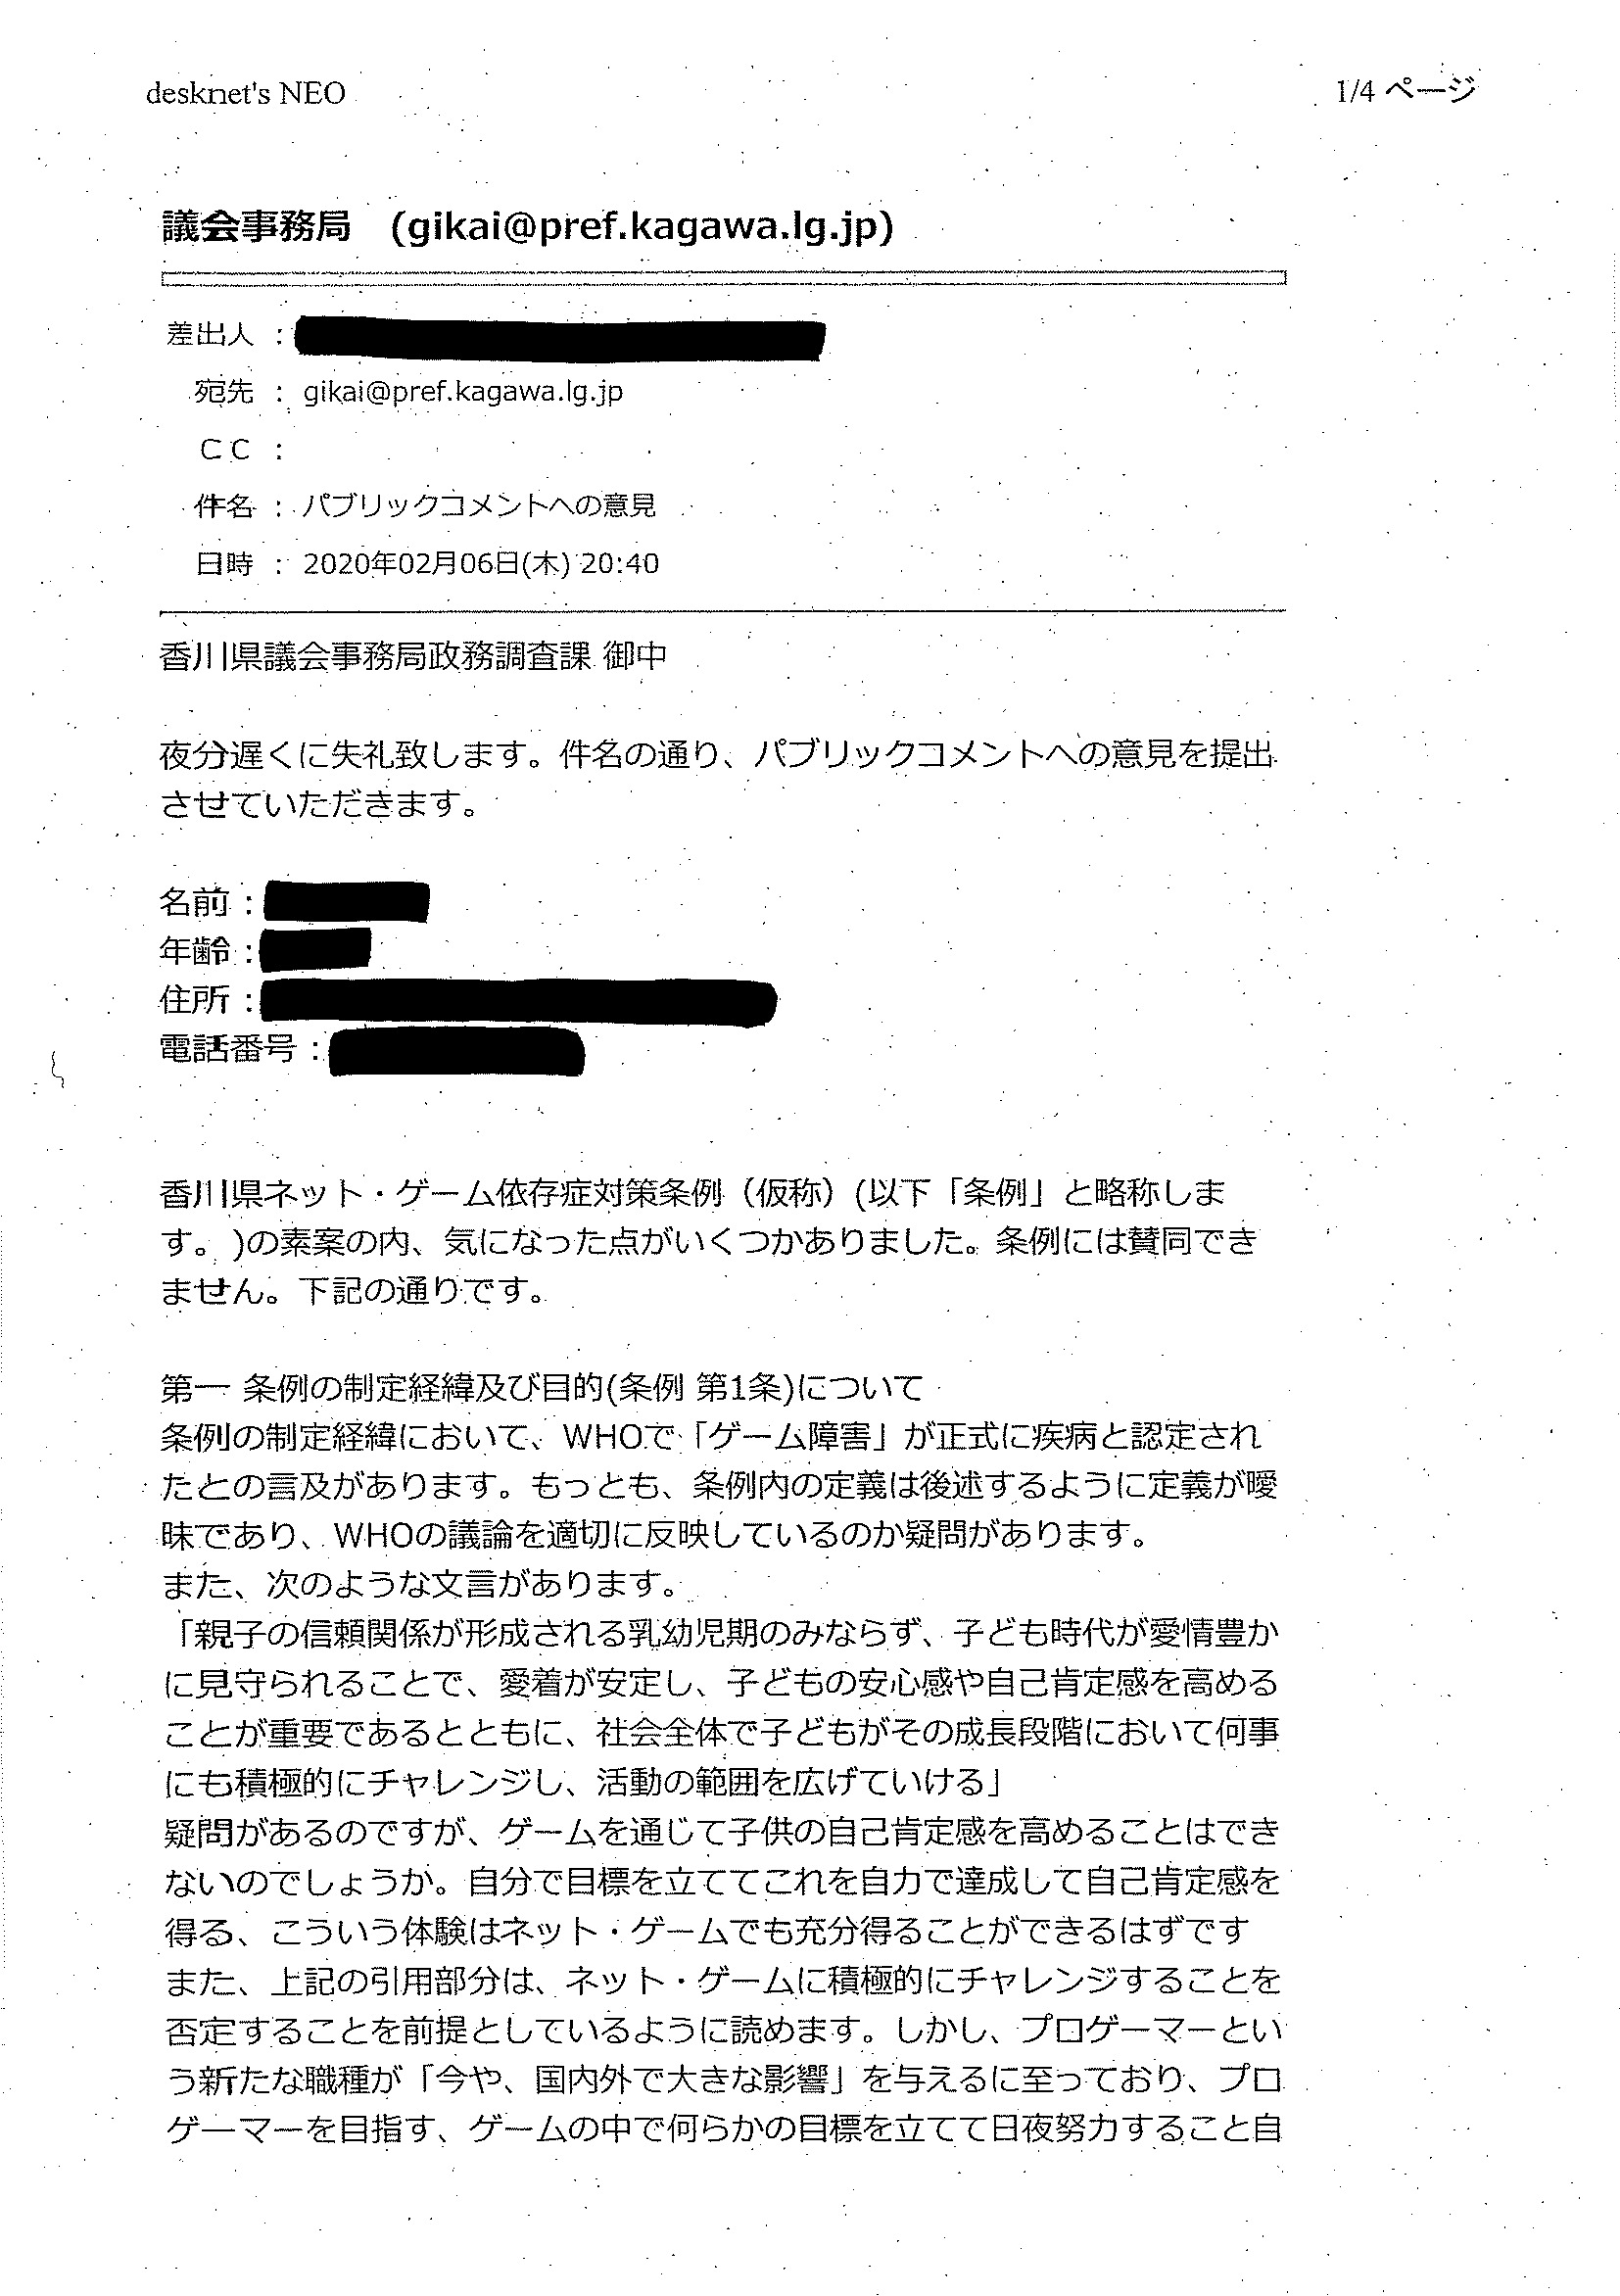 desknet's NEO
1/4 ページ
議会事務局 (gikai@pref.kagawa.lg.jp)
差出人 :
宛先 : gikai@pref.kagawa.lg.jp
CC :
件名 : パブリックコメントへの意見
日時 : 2020年02月06日(木) 20:40
香川県議会事務局政務調査課 御中
夜分遅くに失礼致します。件名の通り、パブリックコメントへの意見を提出
させていただきます。
名前 :
年齢 :
住所 :
電話番号 :
香川県ネット・ゲーム依存症対策条例（仮称）(以下「条例」と略称しま
す。)の素案の内、気になった点がいくつかありました。条例には賛同でき
ません。下記の通りです。
第一 条例の制定経緯及び目的(条例 第1条)について
条例の制定経緯において、WHOで「ゲーム障害」が正式に疾病と認定され
たとの言及があります。もっとも、条例内の定義は後述するように定義が曖
昧であり、WHOの議論を適切に反映しているのか疑問があります。
また、次のような文言があります。
「親子の信頼関係が形成される乳幼児期のみならず、子ども時代が愛情豊か
に見守られることで、愛着が安定し、子どもの安心感や自己肯定感を高める
ことが重要であるとともに、社会全体で子どもがその成長段階において何事
にも積極的にチャレンジし、活動の範囲を広げていける」
疑問があるのですが、ゲームを通じて子供の自己肯定感を高めることはでき
ないのでしょうか。自分で目標を立ててこれを自力で達成して自己肯定感を
得る、こういう体験はネット・ゲームでも充分得ることができるはずです
また、上記の引用部分は、ネット・ゲームに積極的にチャレンジすることを
否定することを前提としているように読めます。しかし、プロゲーマーとい
う新たな職種が「今や、国内外で大きな影響」を与えるに至っており、プロ
ゲーマーを目指す、ゲームの中で何らかの目標を立てて日夜努力すること自